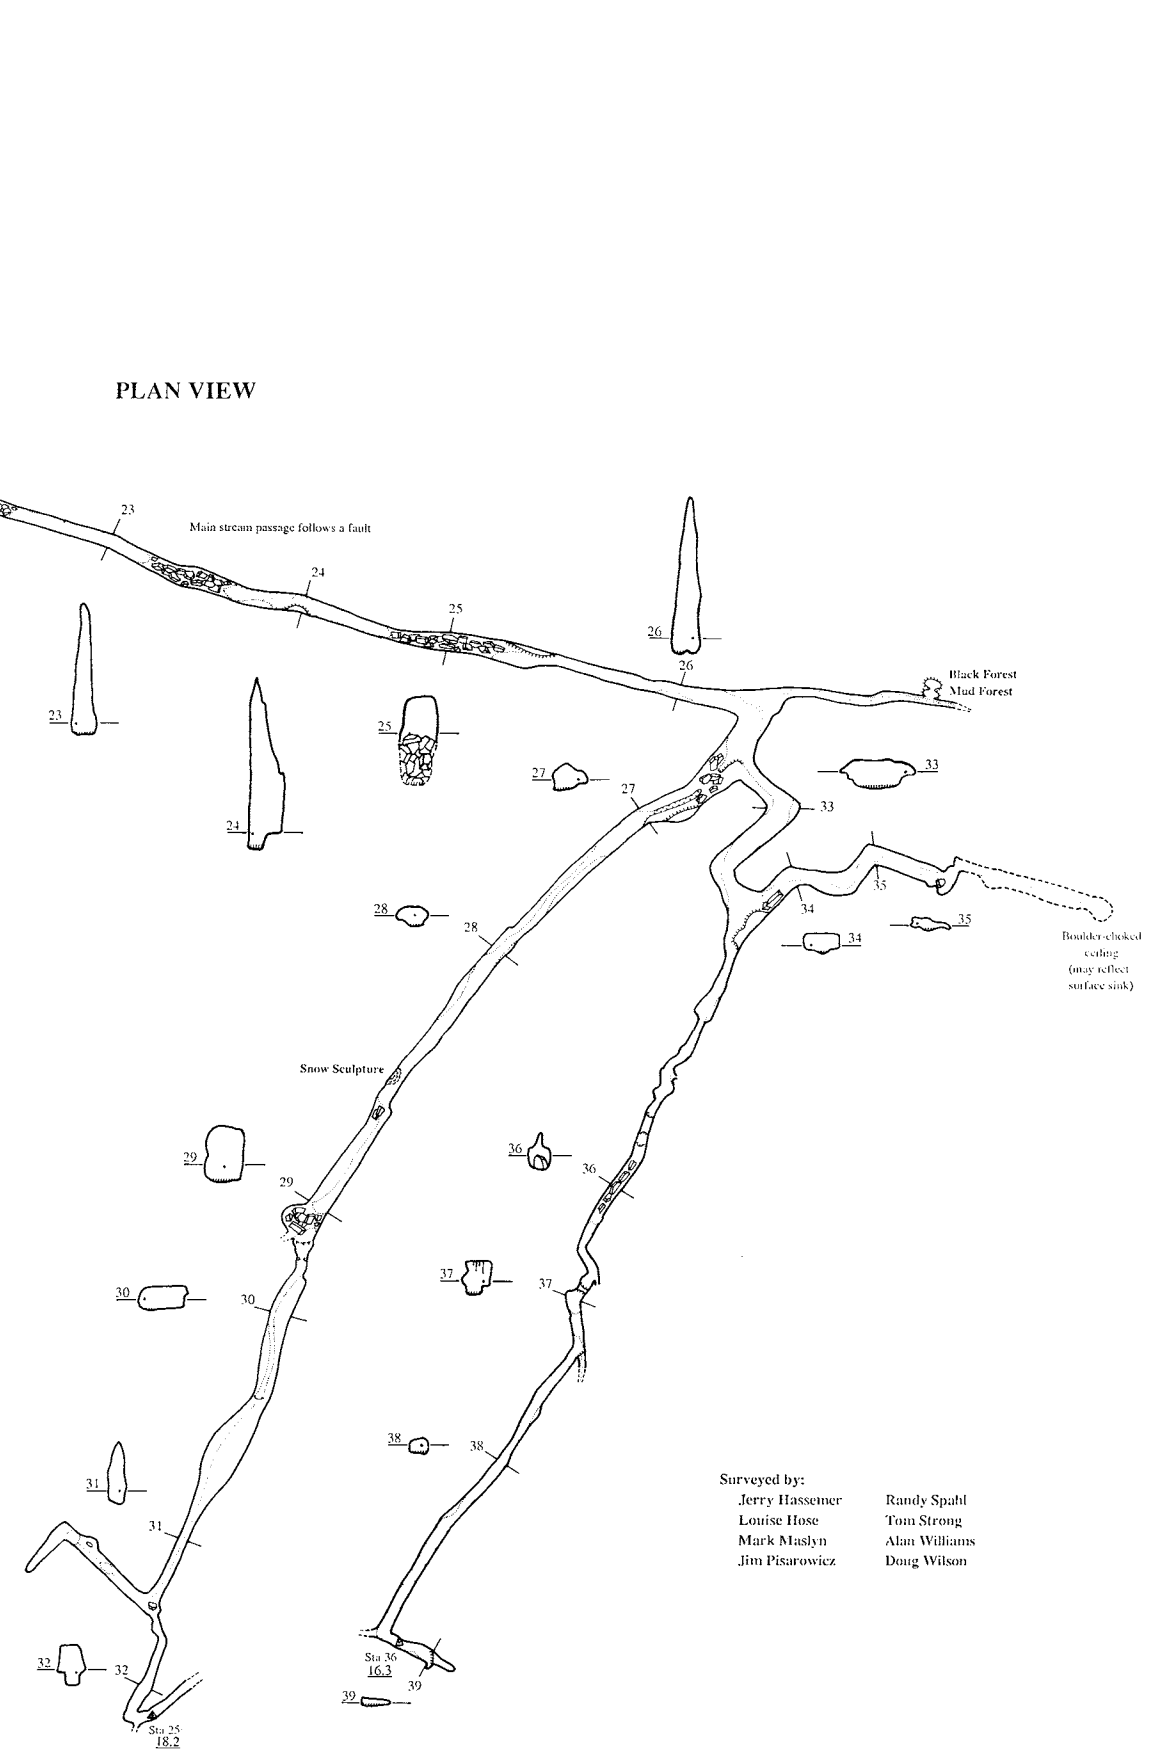 PLAN VIEW
23
Main stream passage follows a fault
24
25
26
26
Black Forest
Mud Forest
23
25
24
27
27
33
33
28
28
34
35
34
35
Boulder-choked
ceiling
(may reflect
surface sink)
Snow Sculpture
29
29
36
36
30
30
37
37
31
31
38
38
32
32
Sta 25
18.2
Sta 36
16.3
39
39
Surveyed by:
Jerry Hassemer
Randy Spahl
Louise Hose
Tom Strong
Mark Maslyn
Alan Williams
Jim Pisarowicz
Doug Wilson